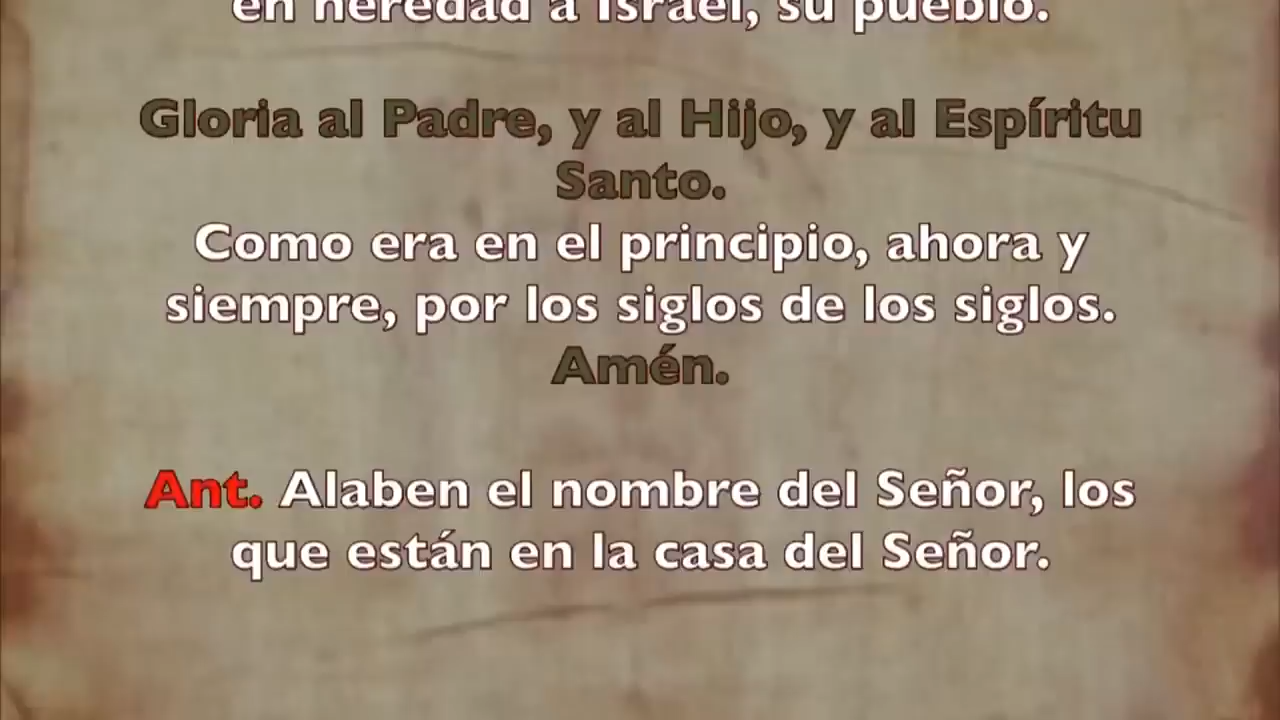 en heredad a Israel, su pueblo.
Gloria al Padre, y al Hijo, y al Espíritu
Santo.
Como era en el principio, ahora y
siempre, por los siglos de los siglos.
Amén.
Ant. Alaben el nombre del Señor, los
que están en la casa del Señor.